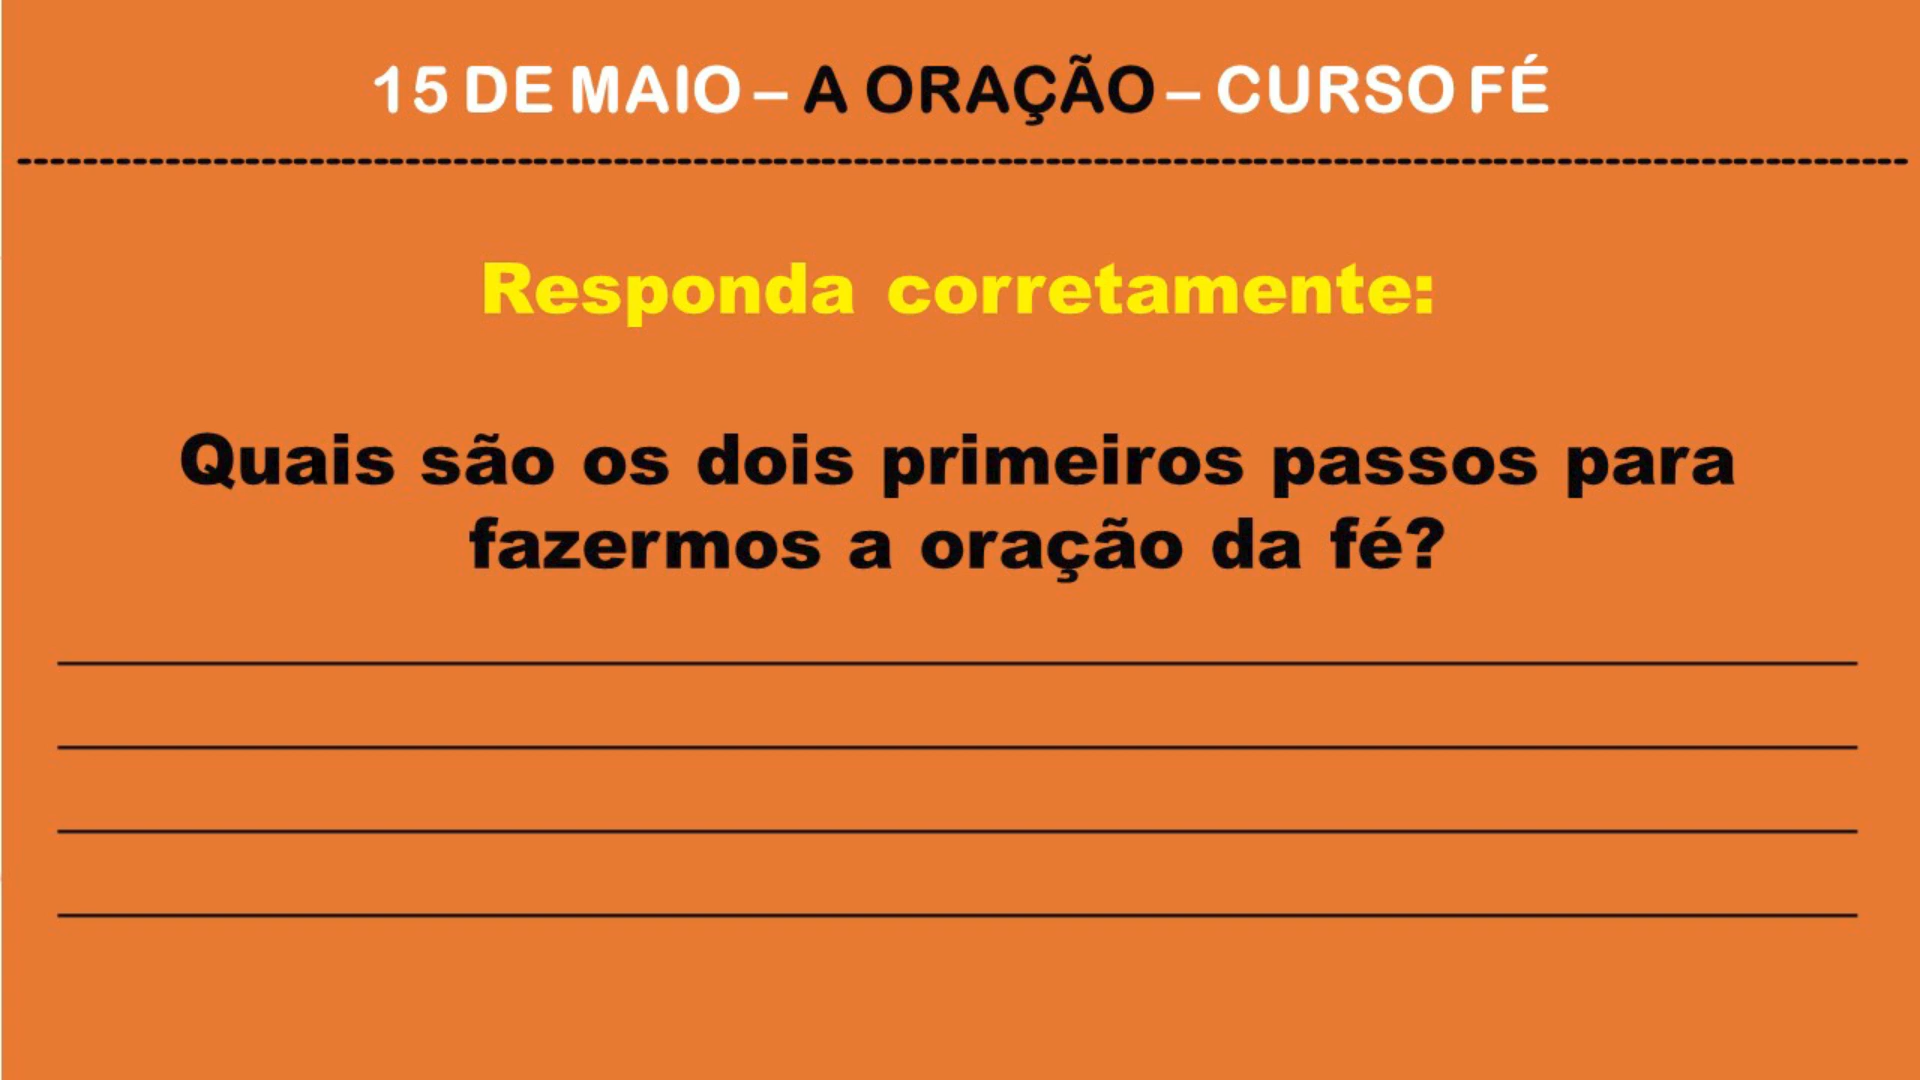 15 DE MAIO – A ORAÇÃO – CURSO FÉ
Responda corretamente:
Quais são os dois primeiros passos para
fazermos a oração da fé?